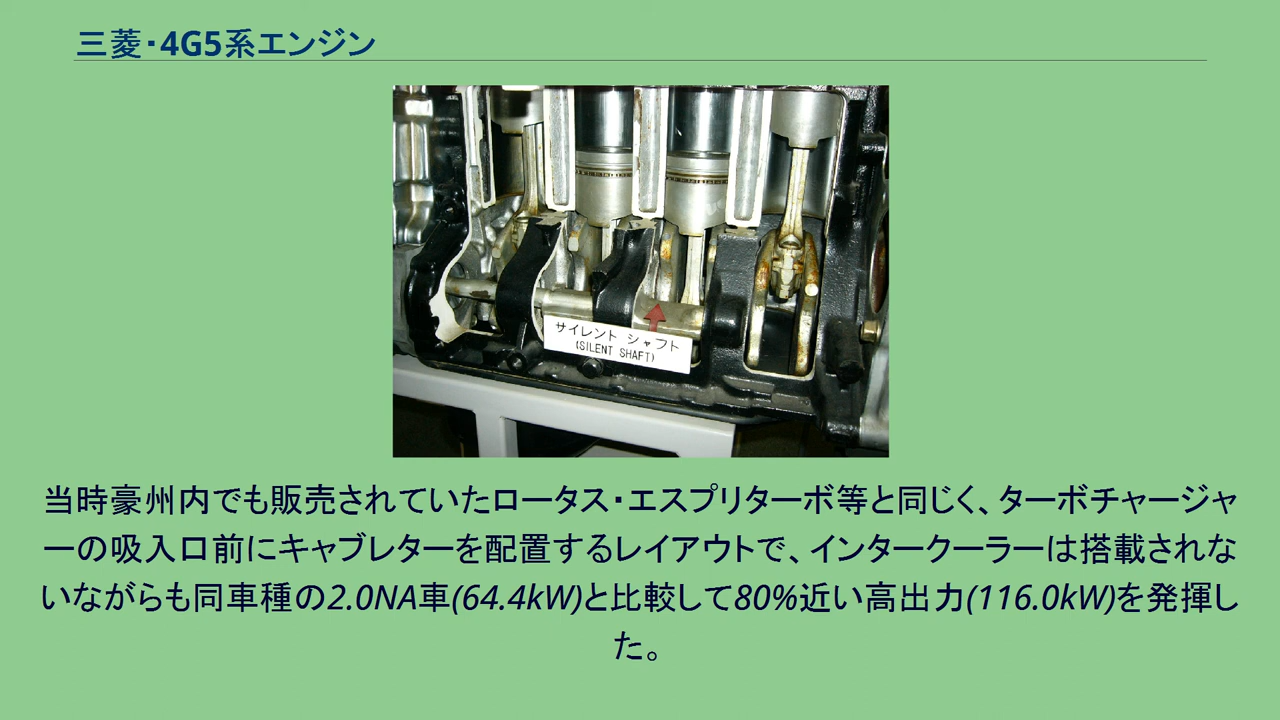 三菱・4G5系エンジン
サイレント シャフト
(SILENT SHAFT)
当時豪州内でも販売されていたロータス・エスプリターボ等と同じく、ターボチャージャ
ーの吸入口前にキャブレターを配置するレイアウトで、インタークーラーは搭載されな
いながらも同車種の2.0NA車(64.4kW)と比較して80%近い高出力(116.0kW)を発揮し
た。